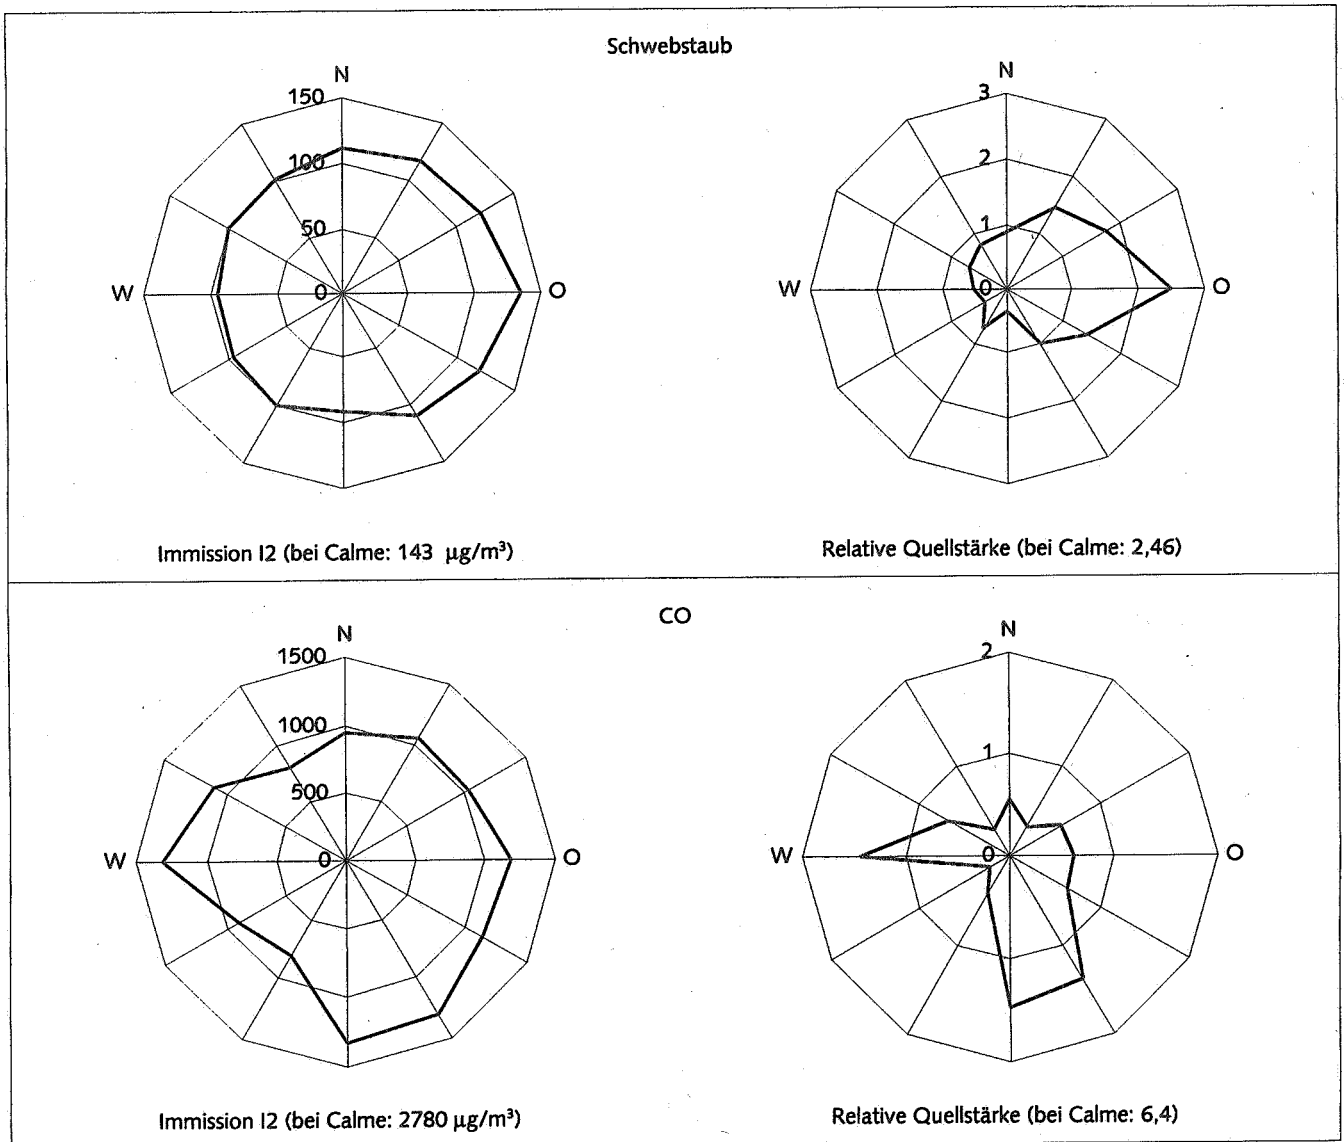 Schwebstaub
N
150
100
50
0
W
O
Immission I2 (bei Calme: 143 µg/m³)
N
3
2
1
0
W
O
Relative Quellstärke (bei Calme: 2,46)
CO
N
1500
1000
500
0
W
O
Immission I2 (bei Calme: 2780 µg/m³)
N
2
1
0
W
O
Relative Quellstärke (bei Calme: 6,4)